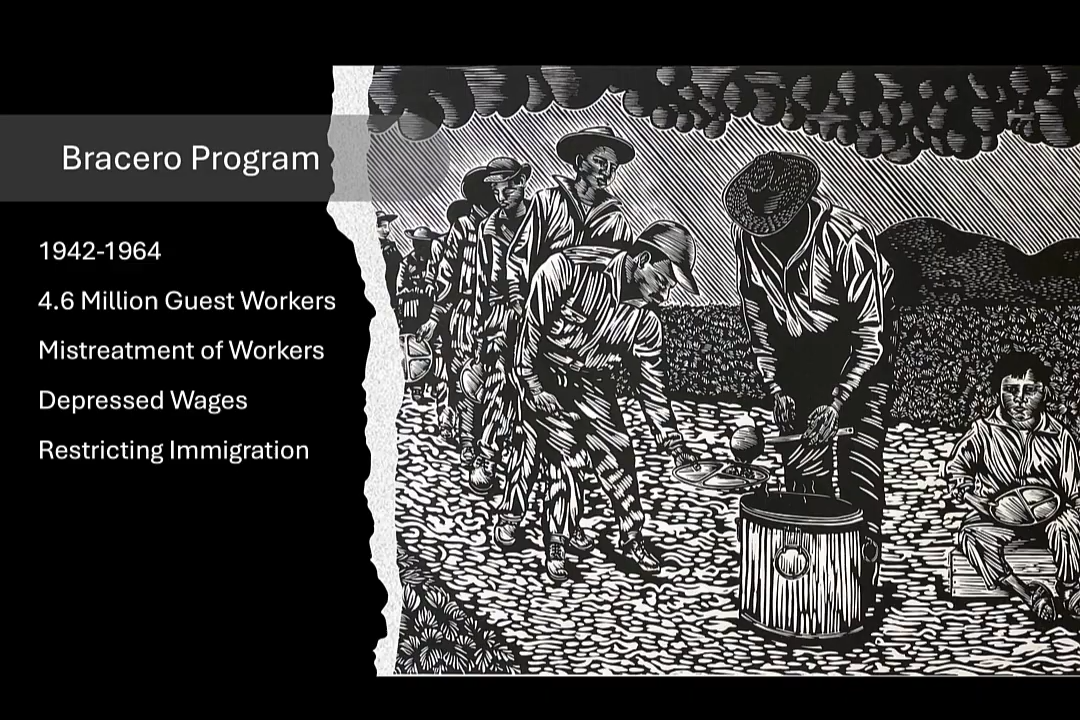 Bracero Program
1942-1964
4.6 Million Guest Workers
Mistreatment of Workers
Depressed Wages
Restricting Immigration